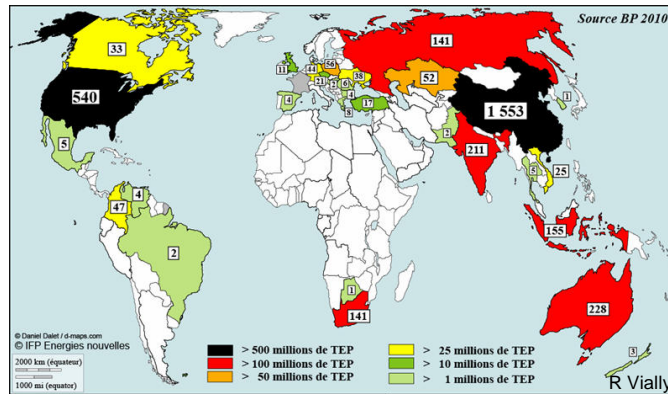 Source BP 2010
33
540
5
4
47
2
11
44
56
21
2
6
38
4
4
8
17
141
52
1 553
1
2
211
5
25
155
1
141
228
3
© Daniel Dalet / d-maps.com
© IFP Energies nouvelles
2000 km (équateur)
1000 mi (equator)
> 500 millions de TEP
> 100 millions de TEP
> 50 millions de TEP
> 25 millions de TEP
> 10 millions de TEP
> 1 millions de TEP
R Vially